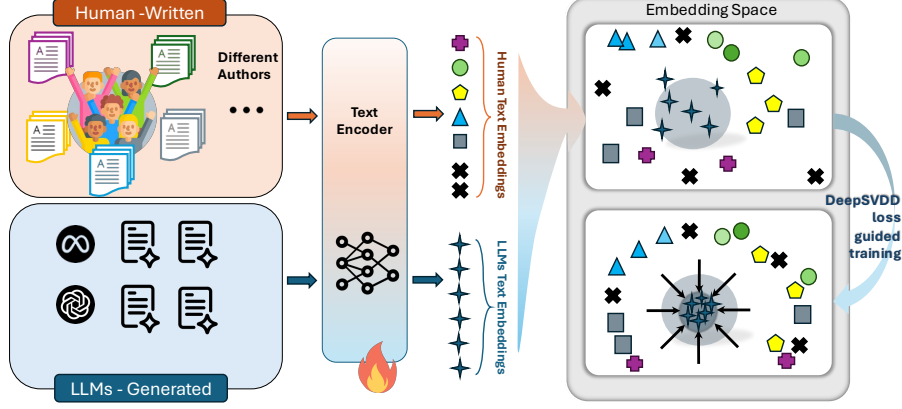 Human -Written
Different
Authors
Text
Encoder
Human Text Embeddings
Embedding Space
DeepSVDD
loss
guided
training
LLMs Text Embeddings
LLMs - Generated
A
A
A
A
A